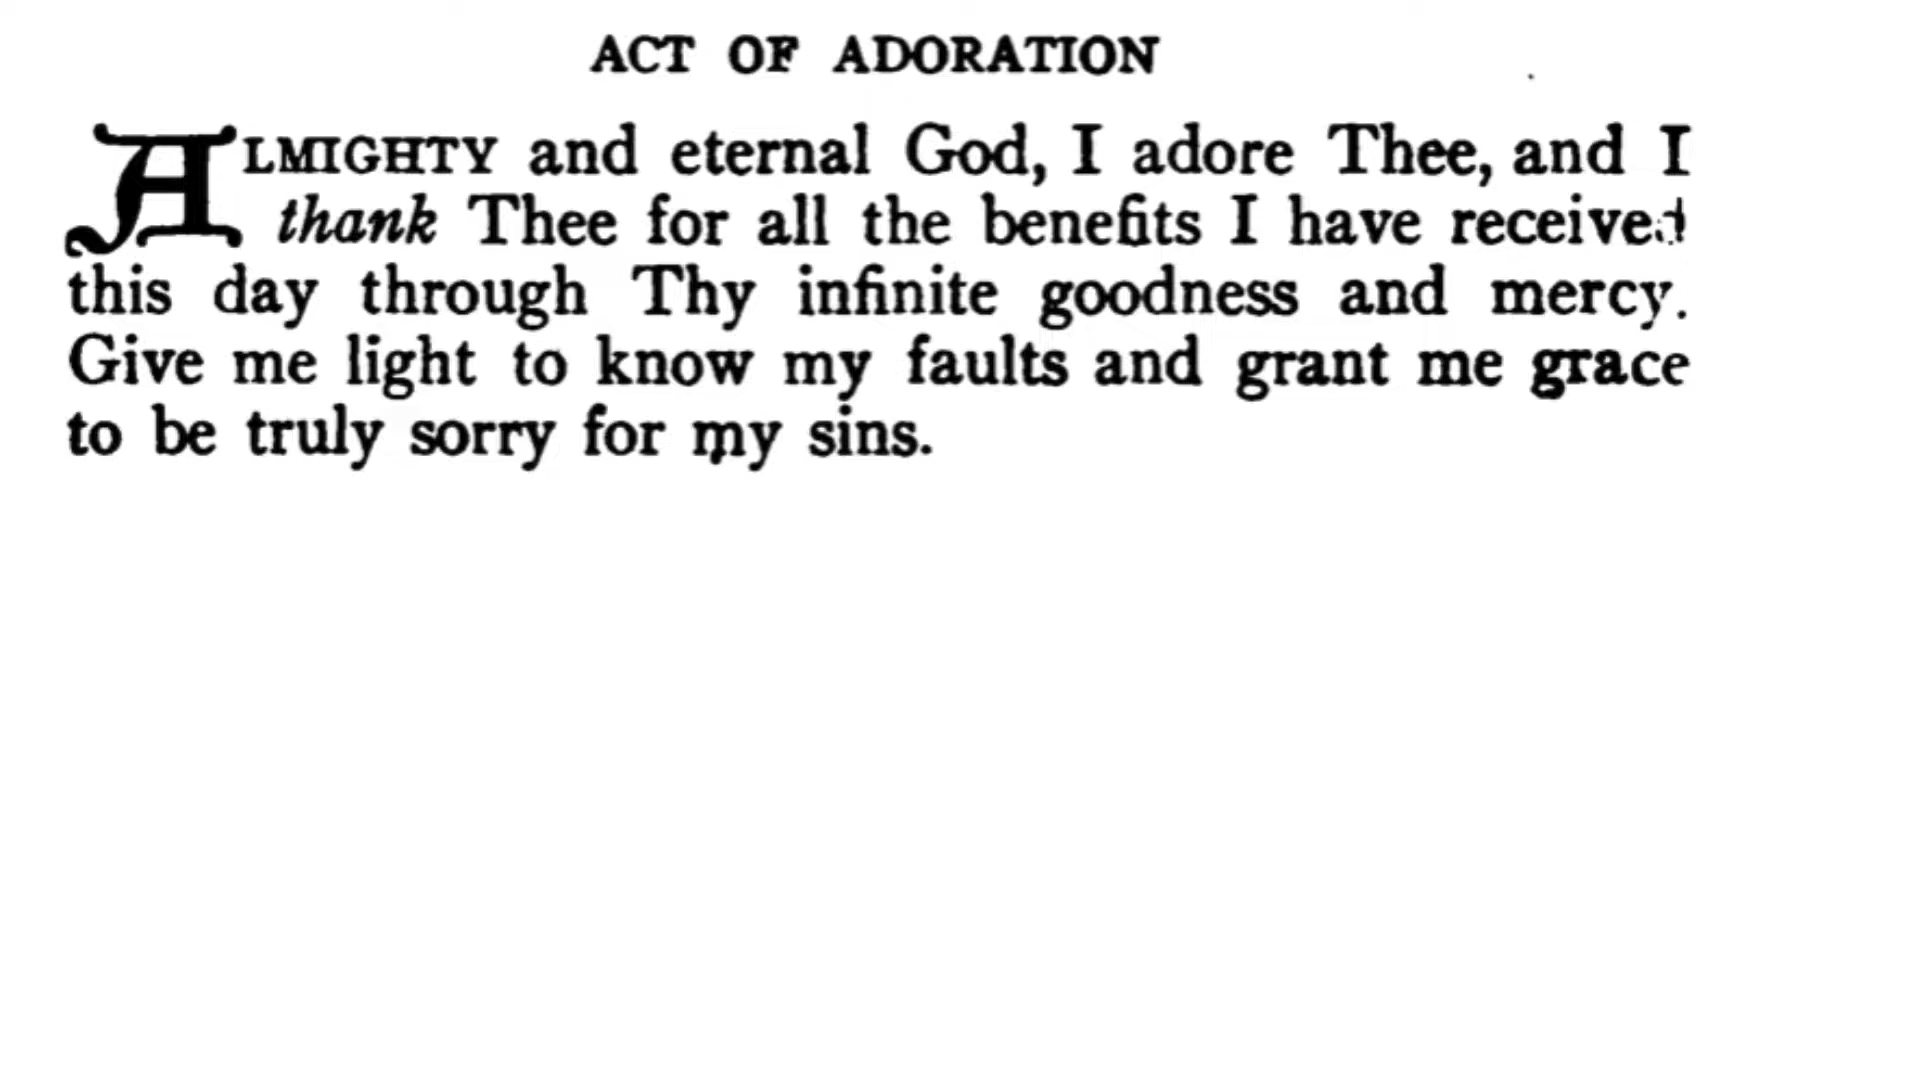 ACT OF ADORATION
ALMIGHTY and eternal God, I adore Thee, and I
thank Thee for all the benefits I have received
this day through Thy infinite goodness and mercy.
Give me light to know my faults and grant me grace
to be truly sorry for my sins.